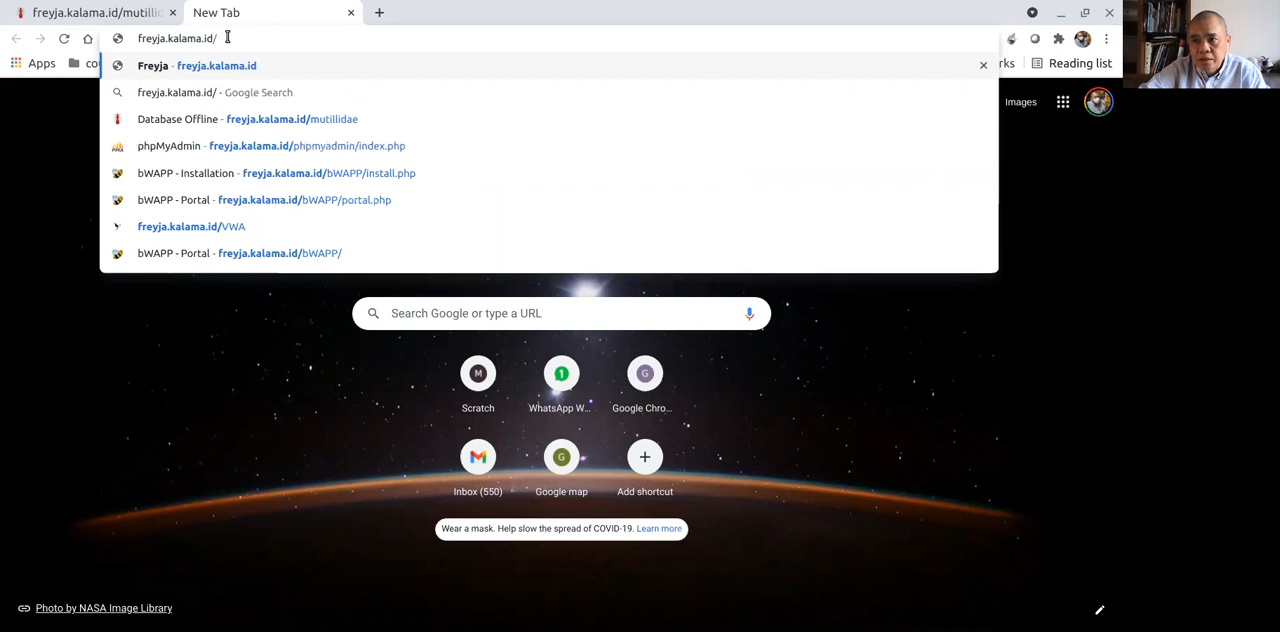 freyja.kalama.id/mutillid
New Tab
freyja.kalama.id/
Apps
co
rks
Reading list
Freyja - freyja.kalama.id
freyja.kalama.id/ - Google Search
Database Offline - freyja.kalama.id/mutillidae
phpMyAdmin - freyja.kalama.id/phpmyadmin/index.php
bWAPP - Installation - freyja.kalama.id/bWAPP/install.php
bWAPP - Portal - freyja.kalama.id/bWAPP/portal.php
freyja.kalama.id/VWA
bWAPP - Portal - freyja.kalama.id/bWAPP/
Images
Search Google or type a URL
M
1
G
Scratch
WhatsApp W...
Google Chro...
G
Inbox (550)
Google map
Add shortcut
Wear a mask. Help slow the spread of COVID-19. Learn more
Photo by NASA Image Library